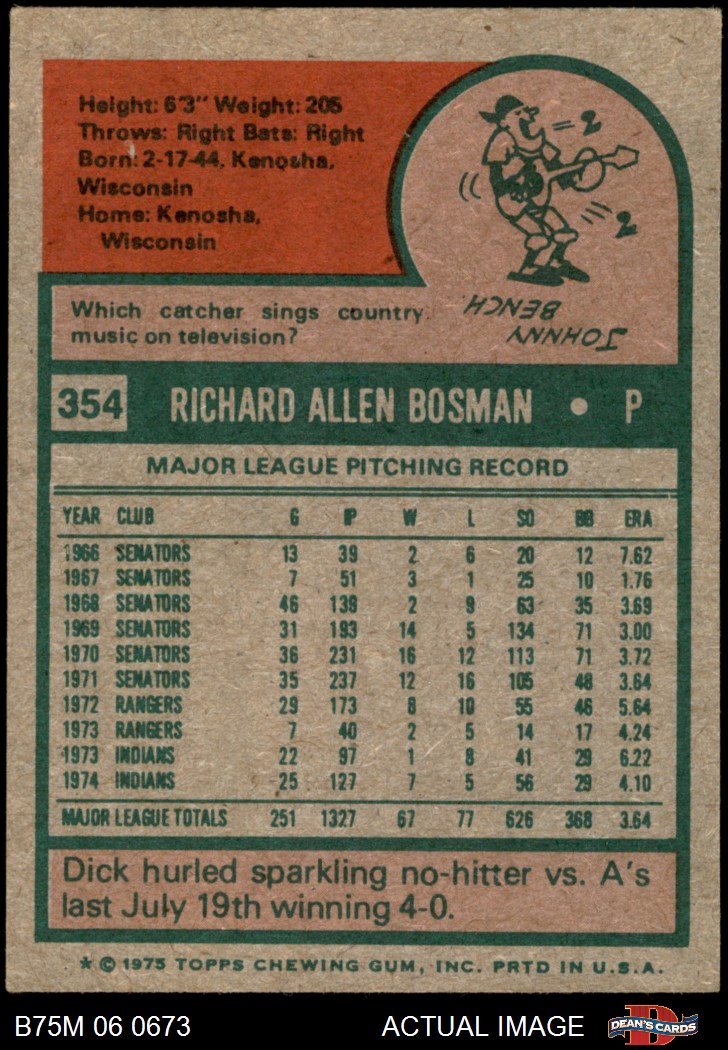 Height: 6'3" Weight: 205
Throws: Right Bats: Right
Born: 2-17-44, Kenosha,
Wisconsin
Home: Kenosha,
Wisconsin
= 2
2
Which catcher sings country
music on television?
JOHNNY
BENCH.
354 RICHARD ALLEN BOSMAN • P
MAJOR LEAGUE PITCHING RECORD
YEAR CLUB G IP W L SO BB ERA
1966 SENATORS 13 39 2 6 20 12 7.62
1967 SENATORS 7 51 3 1 25 10 1.76
1968 SENATORS 46 139 2 9 63 35 3.69
1969 SENATORS 31 193 14 5 134 71 3.00
1970 SENATORS 36 231 16 12 113 71 3.72
1971 SENATORS 35 237 12 16 105 48 3.64
1972 RANGERS 29 173 8 10 55 46 5.64
1973 RANGERS 7 40 2 5 14 17 4.24
1973 INDIANS 22 97 1 8 41 29 6.22
1974 INDIANS 25 127 7 5 56 29 4.10
MAJOR LEAGUE TOTALS 251 1327 67 77 626 368 3.64
Dick hurled sparkling no-hitter vs. A's
last July 19th winning 4-0.
* © 1975 TOPPS CHEWING GUM, INC. PRTD IN U.S.A.
B75M 06 0673 ACTUAL IMAGE D DEAN'S CARDS